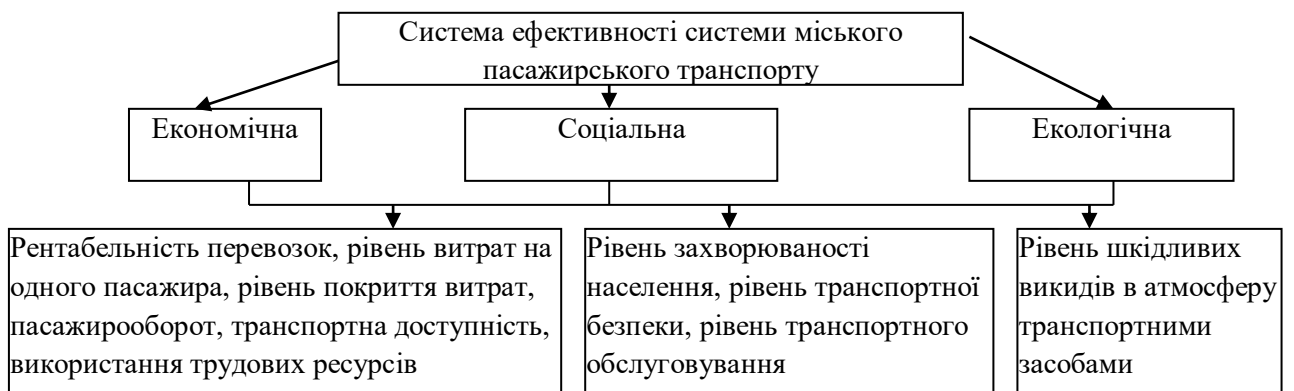 Система ефективності системи міського
пасажирського транспорту
Економічна
Соціальна
Екологічна
Рентабельність перевозок, рівень витрат на
одного пасажира, рівень покриття витрат,
пасажирооборот, транспортна доступність,
використання трудових ресурсів
Рівень захворюваності
населення, рівень транспортної
безпеки, рівень транспортного
обслуговування
Рівень шкідливих
викидів в атмосферу
транспортними
засобами